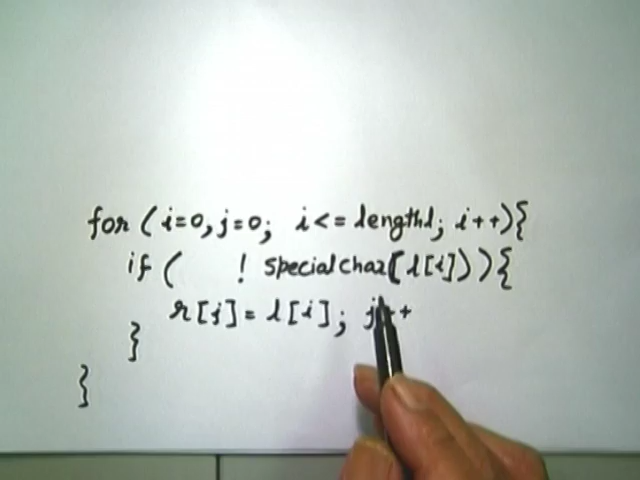 for (i=0,j=0; i<= lengthl; i++){
if ( ! specialchar(l[i])){
r[j] = l[i]; j++
}
}